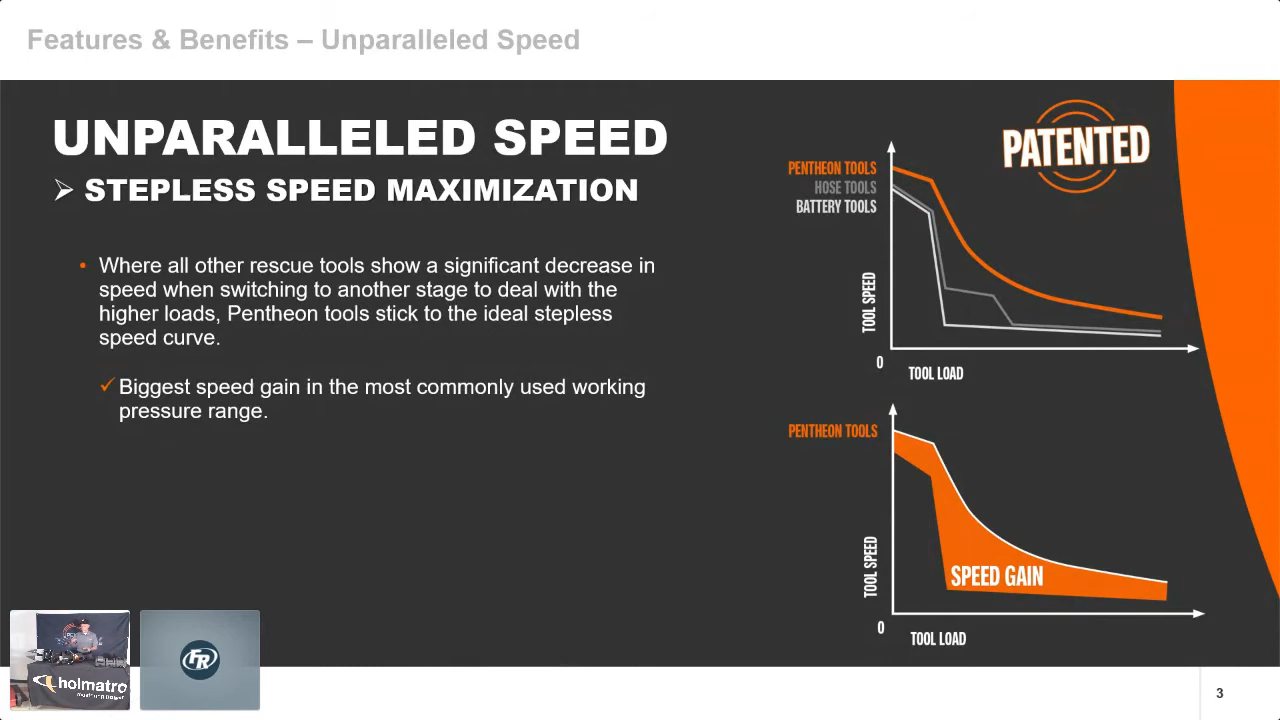 Features & Benefits – Unparalleled Speed
UNPARALLELED SPEED
➢ STEPLESS SPEED MAXIMIZATION
• Where all other rescue tools show a significant decrease in
speed when switching to another stage to deal with the
higher loads, Pentheon tools stick to the ideal stepless
speed curve.
✓ Biggest speed gain in the most commonly used working
pressure range.
PATENTED
PENTHEON TOOLS
HOSE TOOLS
BATTERY TOOLS
TOOL SPEED
0
TOOL LOAD
PENTHEON TOOLS
TOOL SPEED
SPEED GAIN
0
TOOL LOAD
holmatro
FR
3